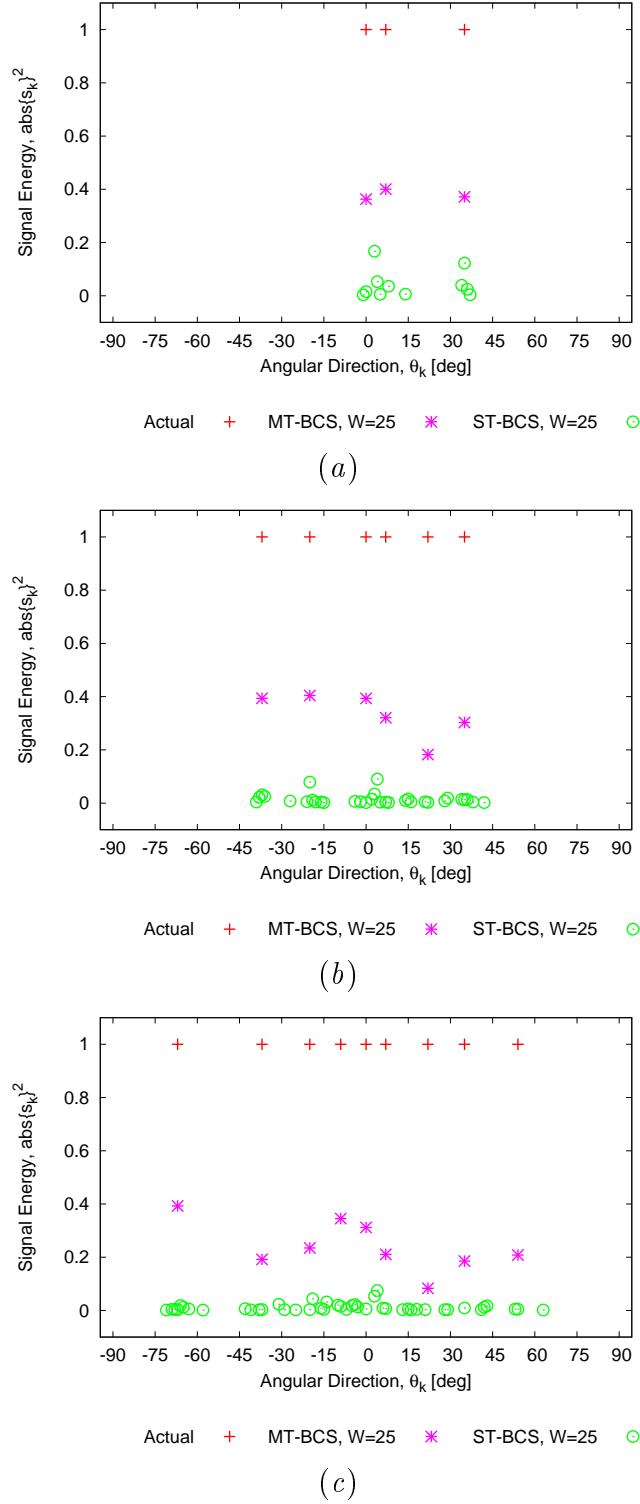 1
0.8
0.6
0.4
0.2
0
Signal Energy, abs{s_k}^2
-90 -75 -60 -45 -30 -15 0 15 30 45 60 75 90
Angular Direction, θ_k [deg]
Actual MT-BCS, W=25 ST-BCS, W=25
(a)
1
0.8
0.6
0.4
0.2
0
Signal Energy, abs{s_k}^2
-90 -75 -60 -45 -30 -15 0 15 30 45 60 75 90
Angular Direction, θ_k [deg]
Actual MT-BCS, W=25 ST-BCS, W=25
(b)
1
0.8
0.6
0.4
0.2
0
Signal Energy, abs{s_k}^2
-90 -75 -60 -45 -30 -15 0 15 30 45 60 75 90
Angular Direction, θ_k [deg]
Actual MT-BCS, W=25 ST-BCS, W=25
(c)